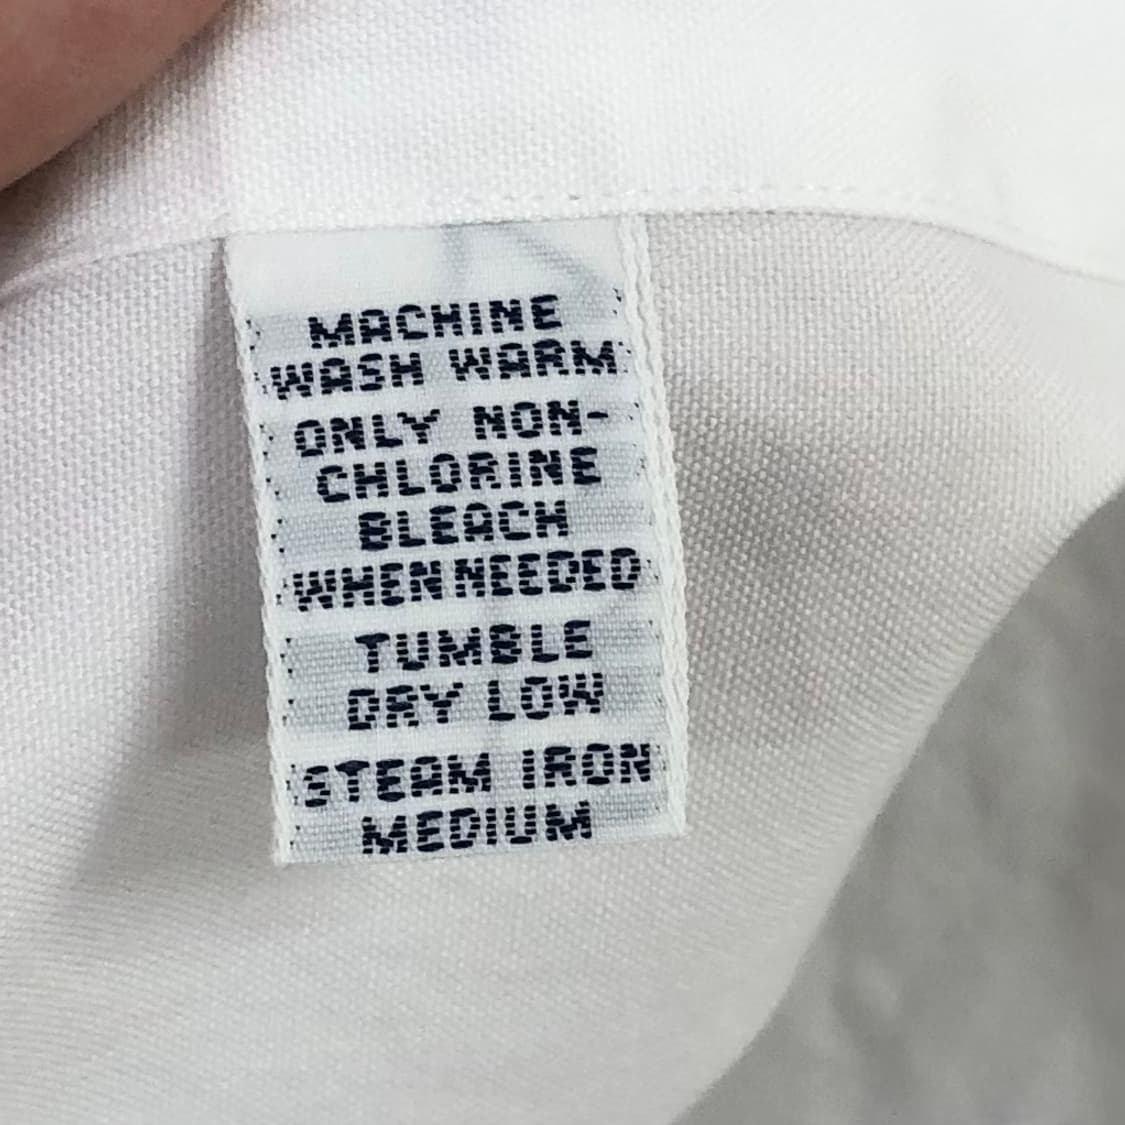 MACHINE
WASH WARM
ONLY NON-
CHLORINE
BLEACH
WHEN NEEDED
TUMBLE
DRY LOW
STEAM IRON
MEDIUM